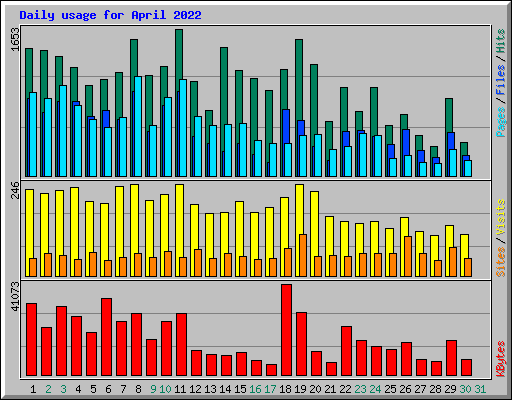 Daily usage for April 2022
1653
Pages / Files / Hits
246
Sites / Visits
41073
KBytes
1 2 3 4 5 6 7 8 9 10 11 12 13 14 15 16 17 18 19 20 21 22 23 24 25 26 27 28 29 30 31